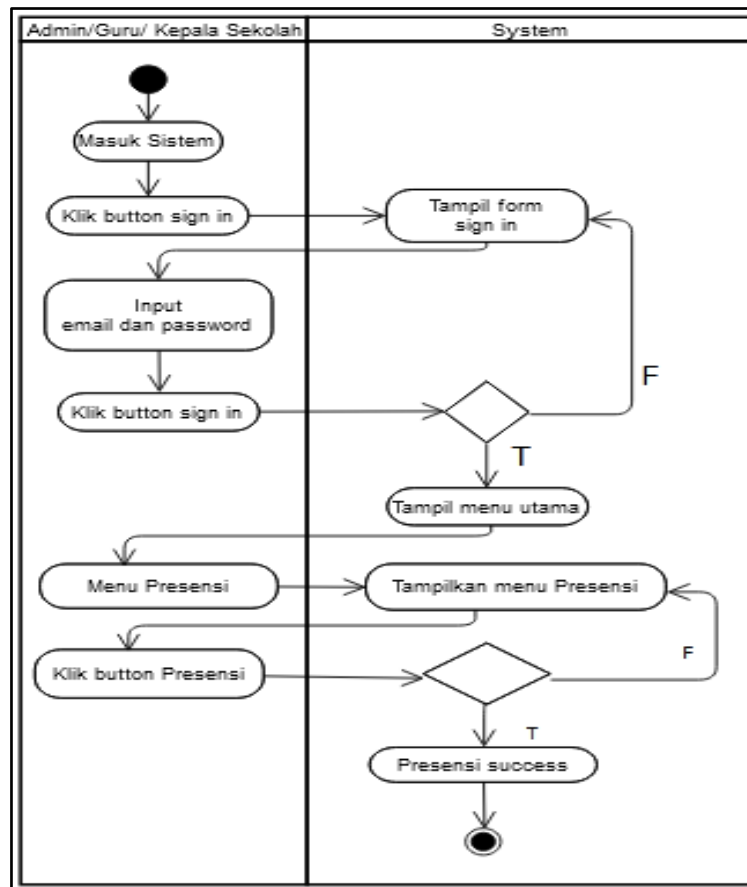 Admin/Guru/ Kepala Sekolah
System
Masuk Sistem
Klik button sign in
Tampil form
sign in
Input
email dan password
F
Klik button sign in
T
Tampil menu utama
Menu Presensi
Tampilkan menu Presensi
Klik button Presensi
F
T
Presensi success